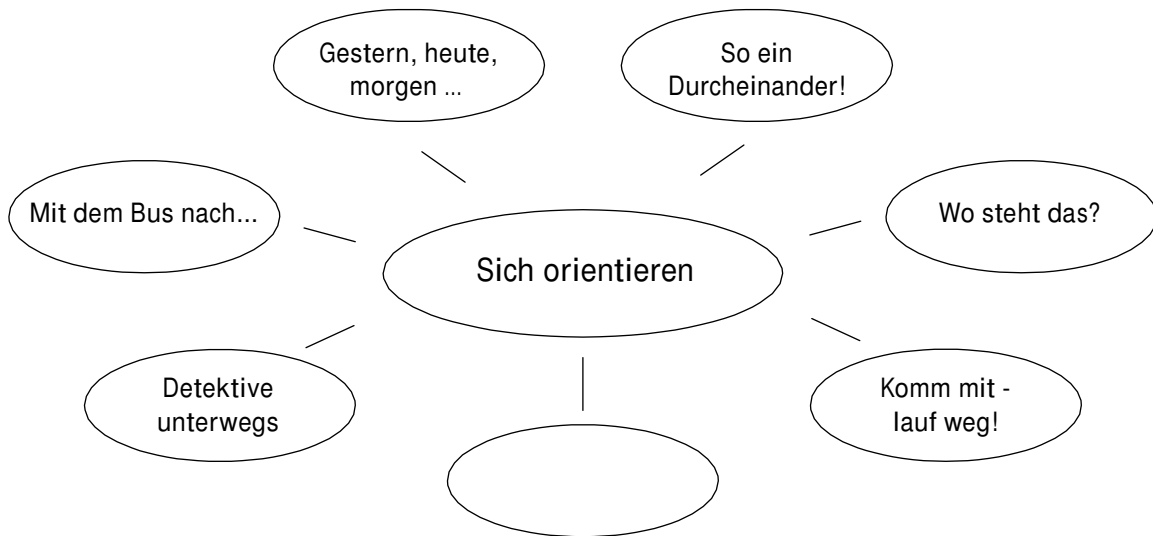 Gestern, heute,
morgen ...
So ein
Durcheinander!
Mit dem Bus nach...
Wo steht das?
Sich orientieren
Detektive
unterwegs
Komm mit -
lauf weg!